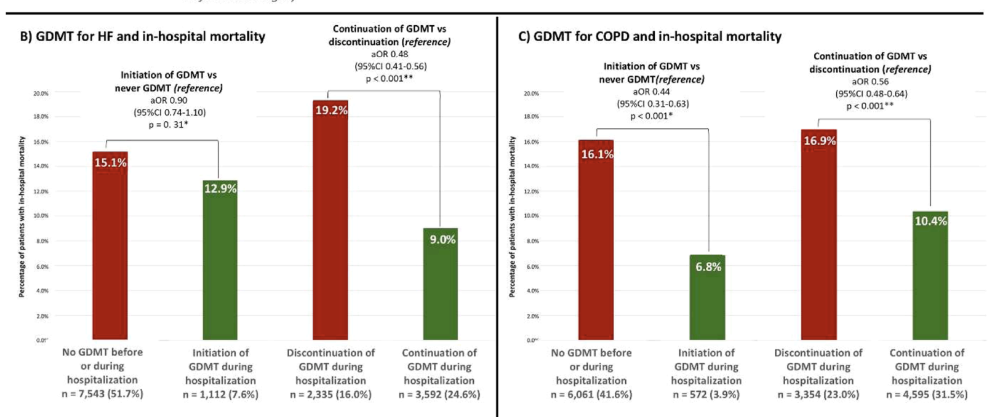 B) GDMT for HF and in-hospital mortality
Continuation of GDMT vs
discontinuation (reference)
aOR 0.48
(95%CI 0.41-0.56)
p < 0.001**
Initiation of GDMT vs
never GDMT (reference)
aOR 0.90
(95%CI 0.74-1.10)
p = 0. 31*
Percentage of patients with in-hospital mortality
20.0%
18.0%
16.0%
14.0%
12.0%
10.0%
8.0%
6.0%
4.0%
2.0%
15.1%
12.9%
19.2%
9.0%
No GDMT before
or during
hospitalization
n = 7,543 (51.7%)
Initiation of
GDMT during
hospitalization
n = 1,112 (7.6%)
Discontinuation of
GDMT during
hospitalization
n = 2,335 (16.0%)
Continuation of
GDMT during
hospitalization
n = 3,592 (24.6%)
C) GDMT for COPD and in-hospital mortality
Initiation of GDMT vs
never GDMT(reference)
aOR 0.44
(95%CI 0.31-0.63)
p < 0.001*
Continuation of GDMT vs
discontinuation (reference)
aOR 0.56
(95%CI 0.48-0.64)
p < 0.001**
Percentage of patients with in-hospital mortality
20.0%
18.0%
16.0%
14.0%
12.0%
10.0%
8.0%
6.0%
4.0%
2.0%
16.1%
6.8%
16.9%
10.4%
No GDMT before
or during
hospitalization
n = 6,061 (41.6%)
Initiation of
GDMT during
hospitalization
n = 572 (3.9%)
Discontinuation of
GDMT during
hospitalization
n = 3,354 (23.0%)
Continuation of
GDMT during
hospitalization
n = 4,595 (31.5%)